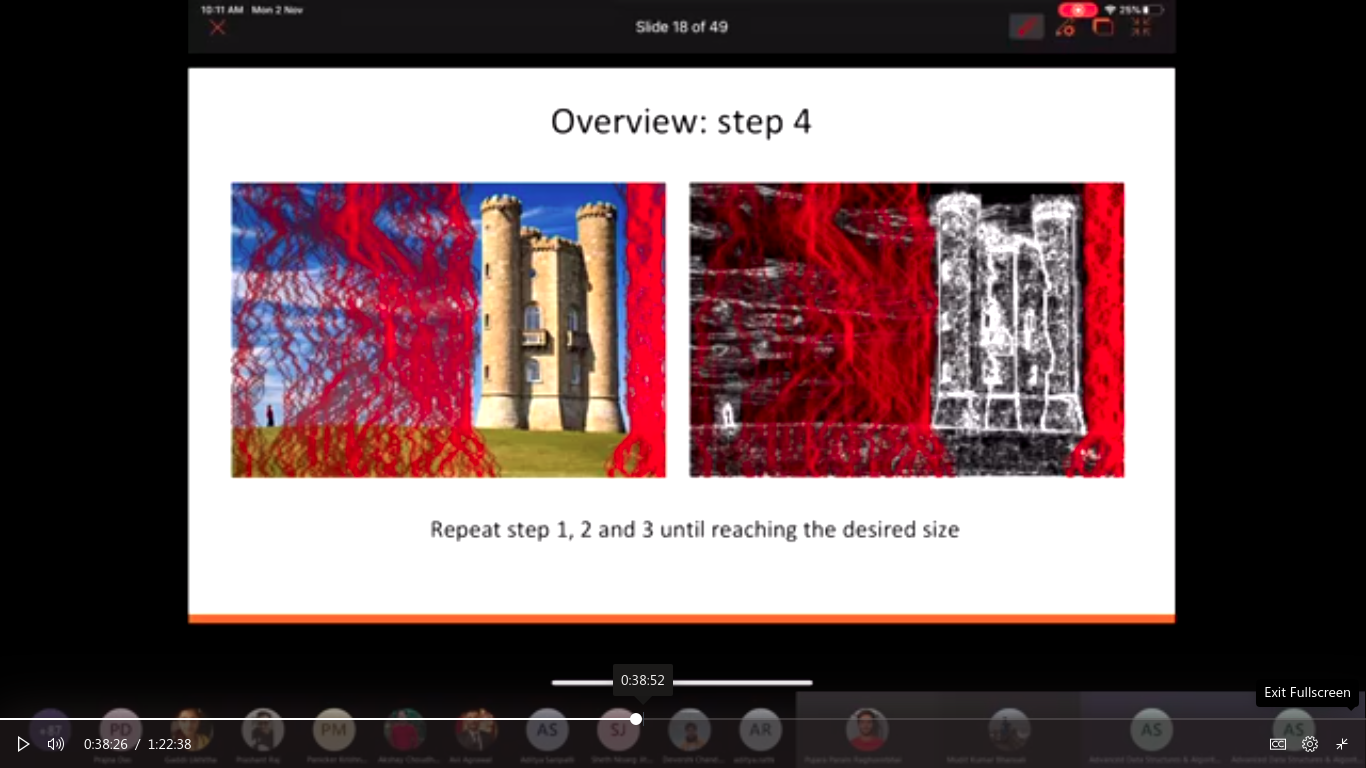 10:11 AM Mon 2 Nov
25%
Slide 18 of 49
Overview: step 4
Repeat step 1, 2 and 3 until reaching the desired size
0:38:52
Exit Fullscreen
+37
PD
PM
AS
SJ
AR
AS
AS
0:38:26 / 1:22:38
CC